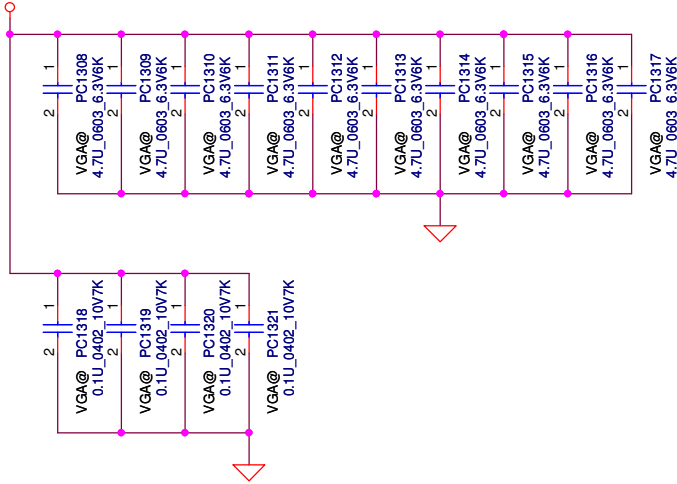 1
2
VGA@ PC1308
4.7U_0603_6.3V6K
1
2
VGA@ PC1309
4.7U_0603_6.3V6K
1
2
VGA@ PC1310
4.7U_0603_6.3V6K
1
2
VGA@ PC1311
4.7U_0603_6.3V6K
1
2
VGA@ PC1312
4.7U_0603_6.3V6K
1
2
VGA@ PC1313
4.7U_0603_6.3V6K
1
2
VGA@ PC1314
4.7U_0603_6.3V6K
1
2
VGA@ PC1315
4.7U_0603_6.3V6K
1
2
VGA@ PC1316
4.7U_0603_6.3V6K
1
2
VGA@ PC1317
4.7U_0603_6.3V6K
1
2
VGA@ PC1318
0.1U_0402_10V7K
1
2
VGA@ PC1319
0.1U_0402_10V7K
1
2
VGA@ PC1320
0.1U_0402_10V7K
1
2
VGA@ PC1321
0.1U_0402_10V7K